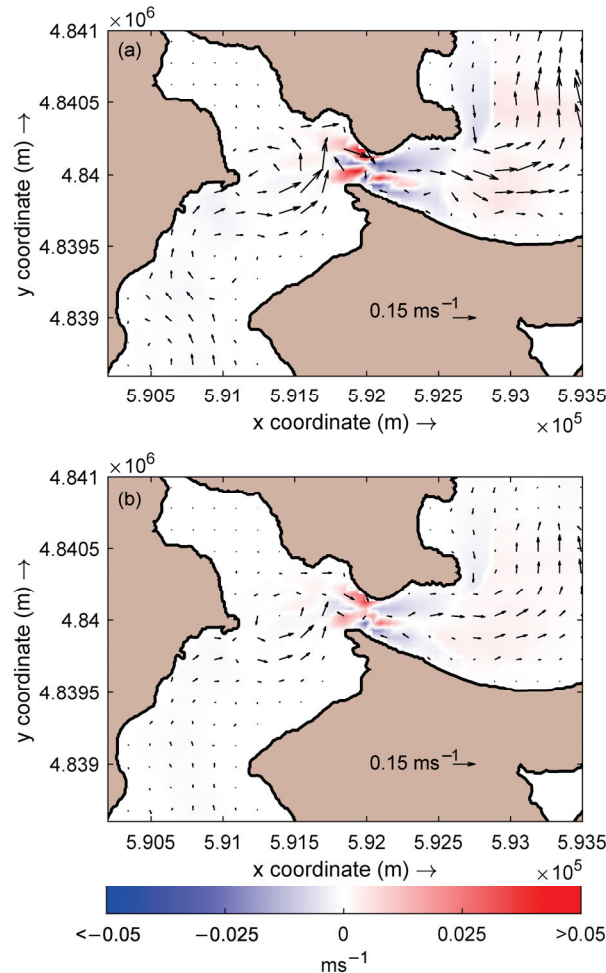 × 10⁶
4.841
(a)
4.8405
4.84
4.8395
4.839
y coordinate (m) →
0.15 ms⁻¹
5.905 5.91 5.915 5.92 5.925 5.93 5.935
x coordinate (m) → ×10⁵
× 10⁶
4.841
(b)
4.8405
4.84
4.8395
4.839
y coordinate (m) →
0.15 ms⁻¹
5.905 5.91 5.915 5.92 5.925 5.93 5.935
x coordinate (m) → ×10⁵
<−0.05 −0.025 0 0.025 >0.05
ms⁻¹